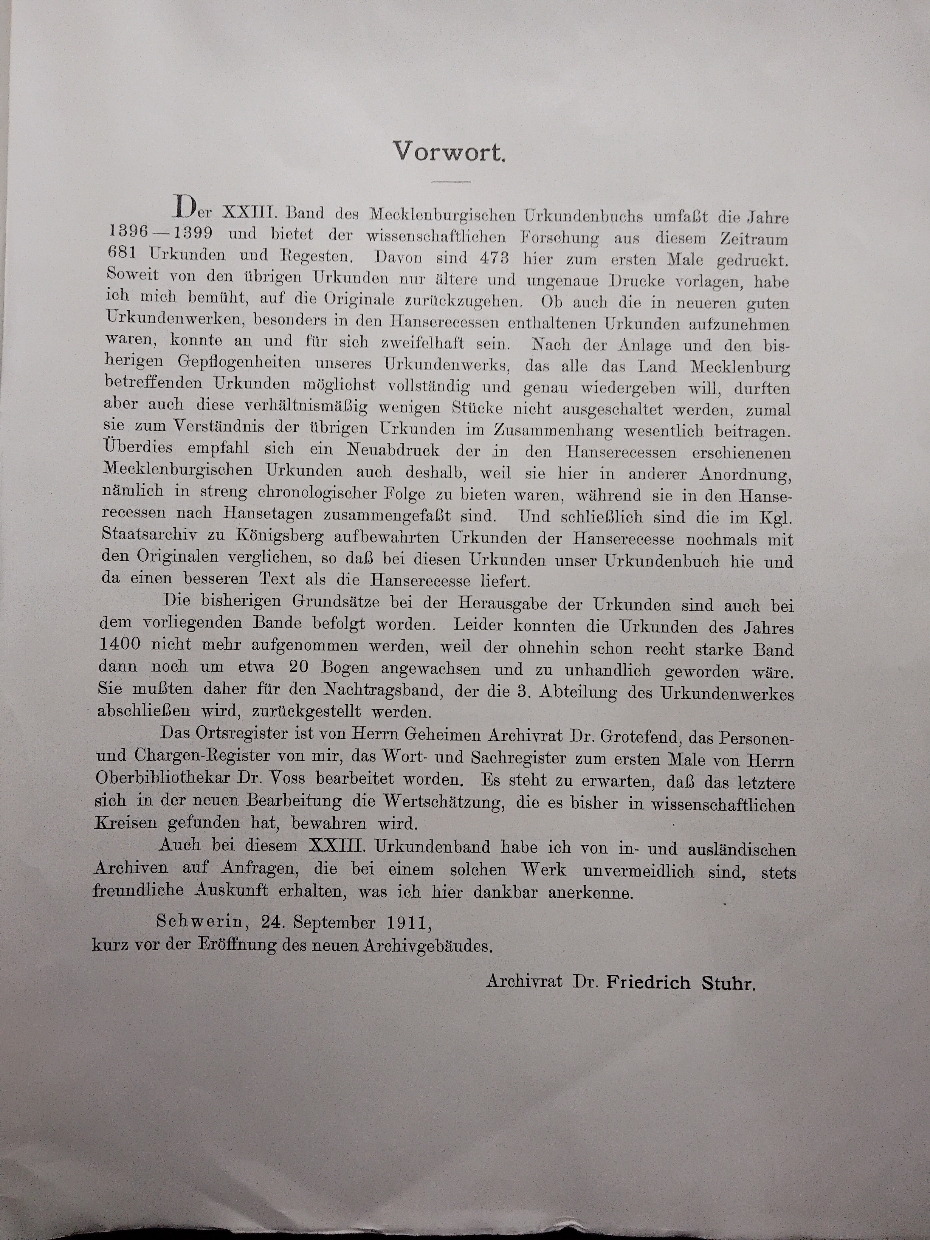 Vorwort.
Der XXIII. Band des Mecklenburgischen Urkundenbuchs umfaßt die Jahre
1396—1399 und bietet der wissenschaftlichen Forschung aus diesem Zeitraum
681 Urkunden und Regesten. Davon sind 473 hier zum ersten Male gedruckt.
Soweit von den übrigen Urkunden nur ältere und ungenaue Drucke vorlagen, habe
ich mich bemüht, auf die Originale zurückzugehen. Ob auch die in neueren guten
Urkundenwerken, besonders in den Hanserecessen enthaltenen Urkunden aufzunehmen
waren, konnte an und für sich zweifelhaft sein. Nach der Anlage und den bis-
herigen Gepflogenheiten unseres Urkundenwerks, das alle das Land Mecklenburg
betreffenden Urkunden möglichst vollständig und genau wiedergeben will, durften
aber auch diese verhältnismäßig wenigen Stücke nicht ausgeschaltet werden, zumal
sie zum Verständnis der übrigen Urkunden im Zusammenhang wesentlich beitragen.
Überdies empfahl sich ein Neuabdruck der in den Hanserecessen erschienenen
Mecklenburgischen Urkunden auch deshalb, weil sie hier in anderer Anordnung,
nämlich in streng chronologischer Folge zu bieten waren, während sie in den Hanse-
recessen nach Hansetagen zusammengefaßt sind. Und schließlich sind die im Kgl.
Staatsarchiv zu Königsberg aufbewahrten Urkunden der Hanserecesse nochmals mit
den Originalen verglichen, so daß bei diesen Urkunden unser Urkundenbuch hie und
da einen besseren Text als die Hanserecesse liefert.
Die bisherigen Grundsätze bei der Herausgabe der Urkunden sind auch bei
dem vorliegenden Bande befolgt worden. Leider konnten die Urkunden des Jahres
1400 nicht mehr aufgenommen werden, weil der ohnehin schon recht starke Band
dann noch um etwa 20 Bogen angewachsen und zu unhandlich geworden wäre.
Sie mußten daher für den Nachtragsband, der die 3. Abteilung des Urkundenwerkes
abschließen wird, zurückgestellt werden.
Das Ortsregister ist von Herrn Geheimen Archivrat Dr. Grotefend, das Personen-
und Chargen-Register von mir, das Wort- und Sachregister zum ersten Male von Herrn
Oberbibliothekar Dr. Voss bearbeitet worden. Es steht zu erwarten, daß das letztere
sich in der neuen Bearbeitung die Wertschätzung, die es bisher in wissenschaftlichen
Kreisen gefunden hat, bewahren wird.
Auch bei diesem XXIII. Urkundenband habe ich von in- und ausländischen
Archiven auf Anfragen, die bei einem solchen Werk unvermeidlich sind, stets
freundliche Auskunft erhalten, was ich hier dankbar anerkenne.
Schwerin, 24. September 1911,
kurz vor der Eröffnung des neuen Archivgebäudes.
Archivrat Dr. Friedrich Stuhr.